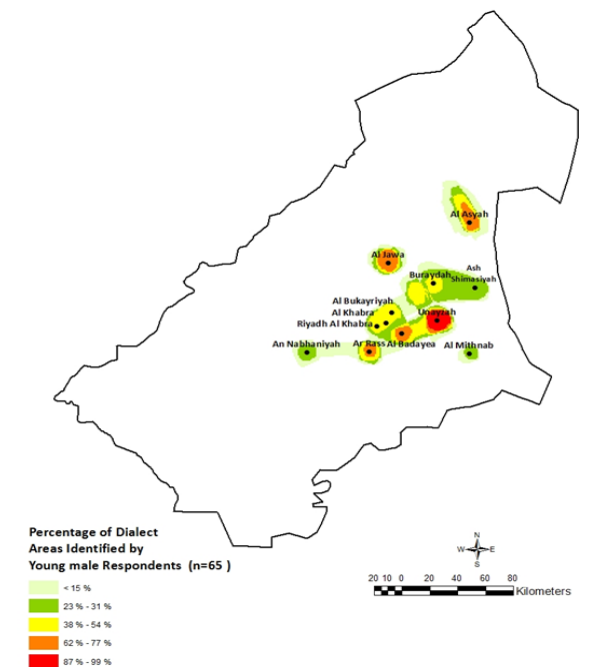 Al Asyah
Al Jawa
Ash
Buraydah Shimasiyah
Al Bukayriyah
Al Khabra Unayzah
Riyadh Al Khabra
An Nabhaniyah Ar Rass Al Badayea Al Mithnab
Percentage of Dialect
Areas Identified by
Young male Respondents (n=65 )
< 15 %
23 % - 31 %
38 % - 54 %
62 % - 77 %
87 % - 99 %
N
W E
S
20 10 0 20 40 60 80
Kilometers